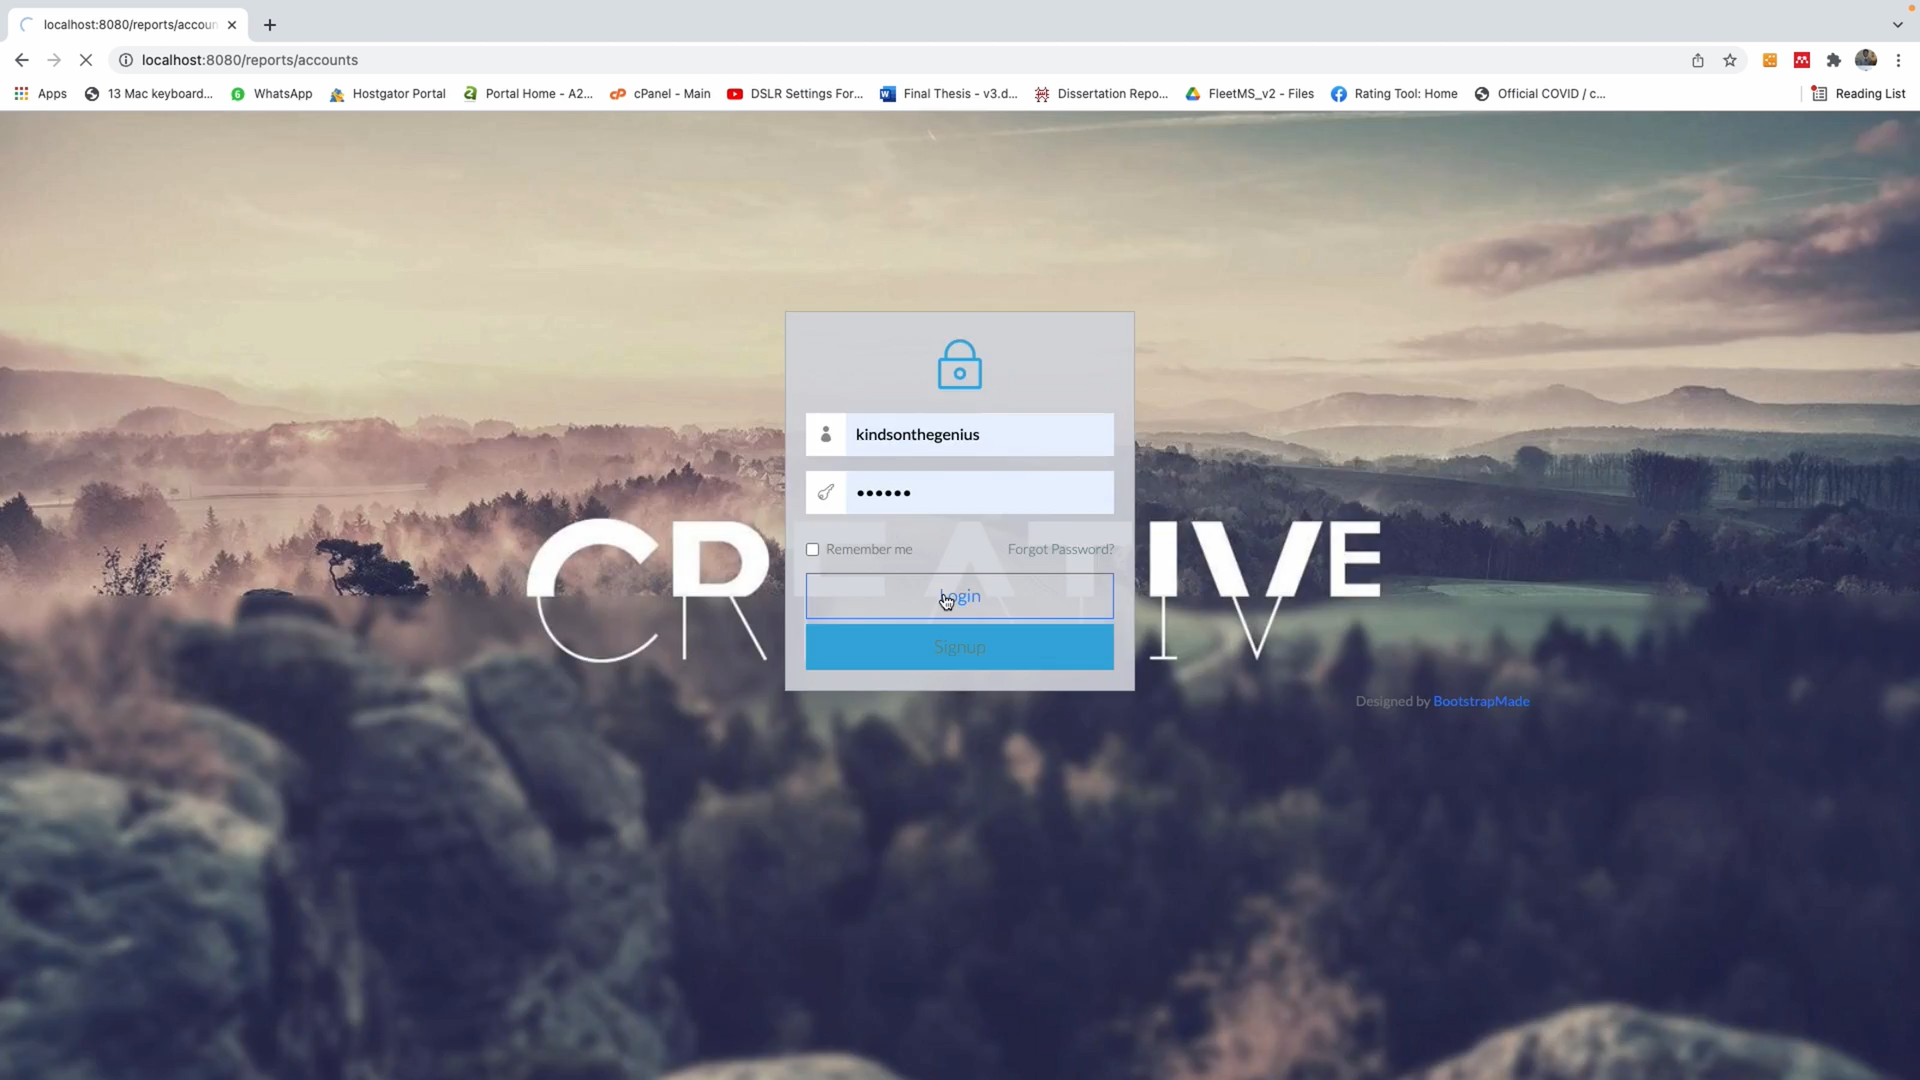 localhost:8080/reports/accoun
localhost:8080/reports/accounts
Apps 13 Mac keyboard... WhatsApp Hostgator Portal Portal Home - A2... cPanel - Main DSLR Settings For... Final Thesis - v3.d... Dissertation Repo... FleetMS_v2 - Files Rating Tool: Home Official COVID / c... Reading List
kindsonthegenius
••••••
Remember me Forgot Password?
CREATIVE
Login
Signup
Designed by BootstrapMade